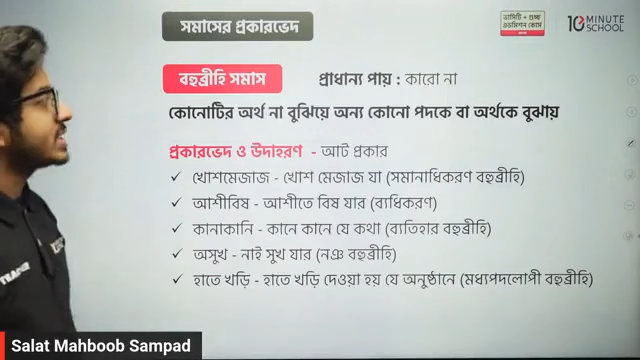 সমাসের প্রকারভেদ
ভার্সিটি + গুচ্ছ
এডমিশন কোর্স
10 MINUTE SCHOOL
বহুব্রীহি সমাস
প্রাধান্য পায় : কারো না
কোনোটির অর্থ না বুঝিয়ে অন্য কোনো পদকে বা অর্থকে বুঝায়
প্রকারভেদ ও উদাহরণ - আট প্রকার
✓ খোশমেজাজ - খোশ মেজাজ যা (সমানাধিকরণ বহুব্রীহি)
✓ আশীবিষ - আশীতে বিষ যার (ব্যধিকরণ)
✓ কানাকানি - কানে কানে যে কথা (ব্যতিহার বহুব্রীহি)
✓ অসুখ - নাই সুখ যার (নঞ বহুব্রীহি)
✓ হাতে খড়ি - হাতে খড়ি দেওয়া হয় যে অনুষ্ঠানে (মধ্যপদলোপী বহুব্রীহি)
Salat Mahboob Sampad